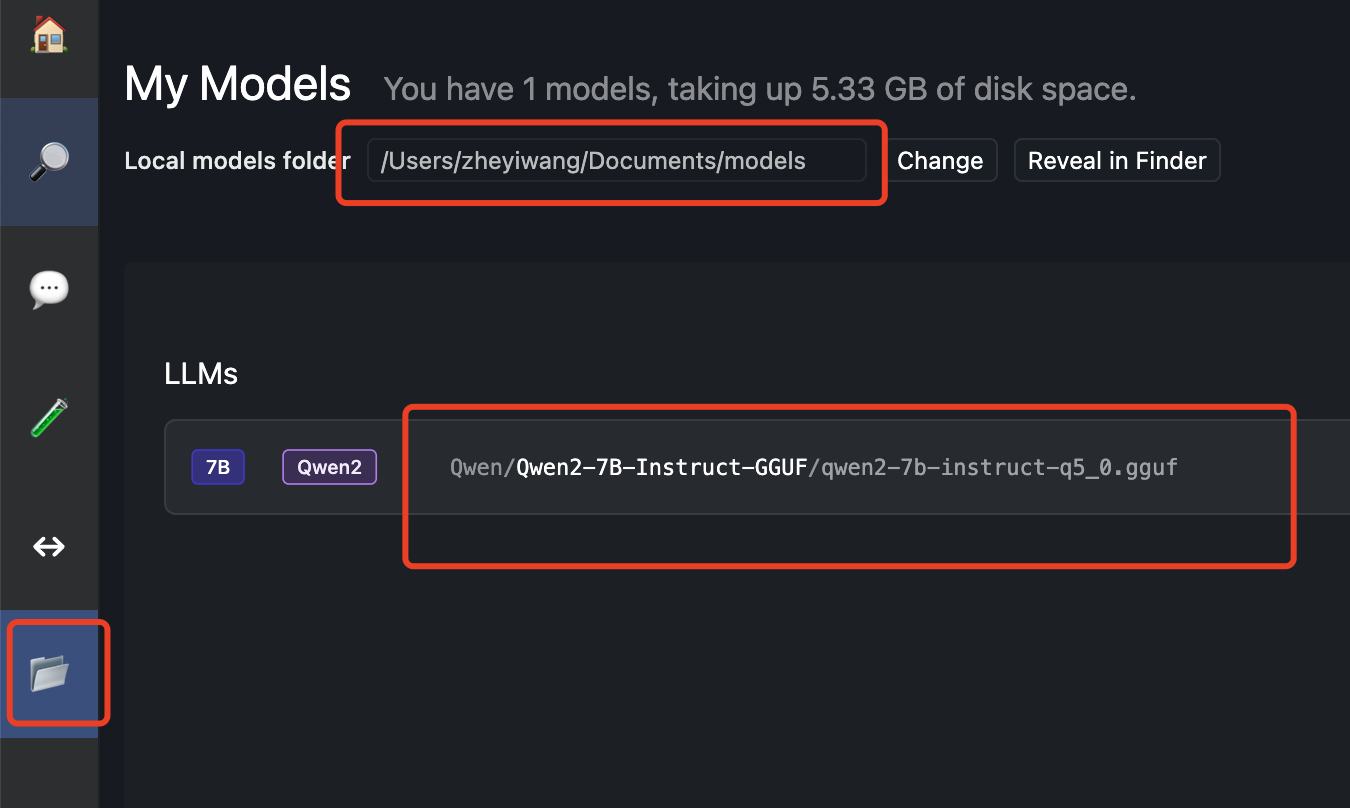 My Models You have 1 models, taking up 5.33 GB of disk space.
Local models folder /Users/zheyiwang/Documents/models Change Reveal in Finder
LLMs
7B Qwen2 Qwen/Qwen2-7B-Instruct-GGUF/qwen2-7b-instruct-q5_0.gguf